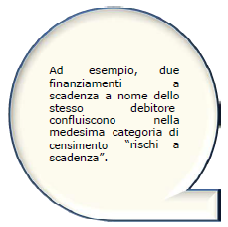 Ad esempio, due
finanziamenti a
scadenza a nome dello
stesso debitore
confluiscono nella
medesima categoria di
censimento “rischi a
scadenza”.